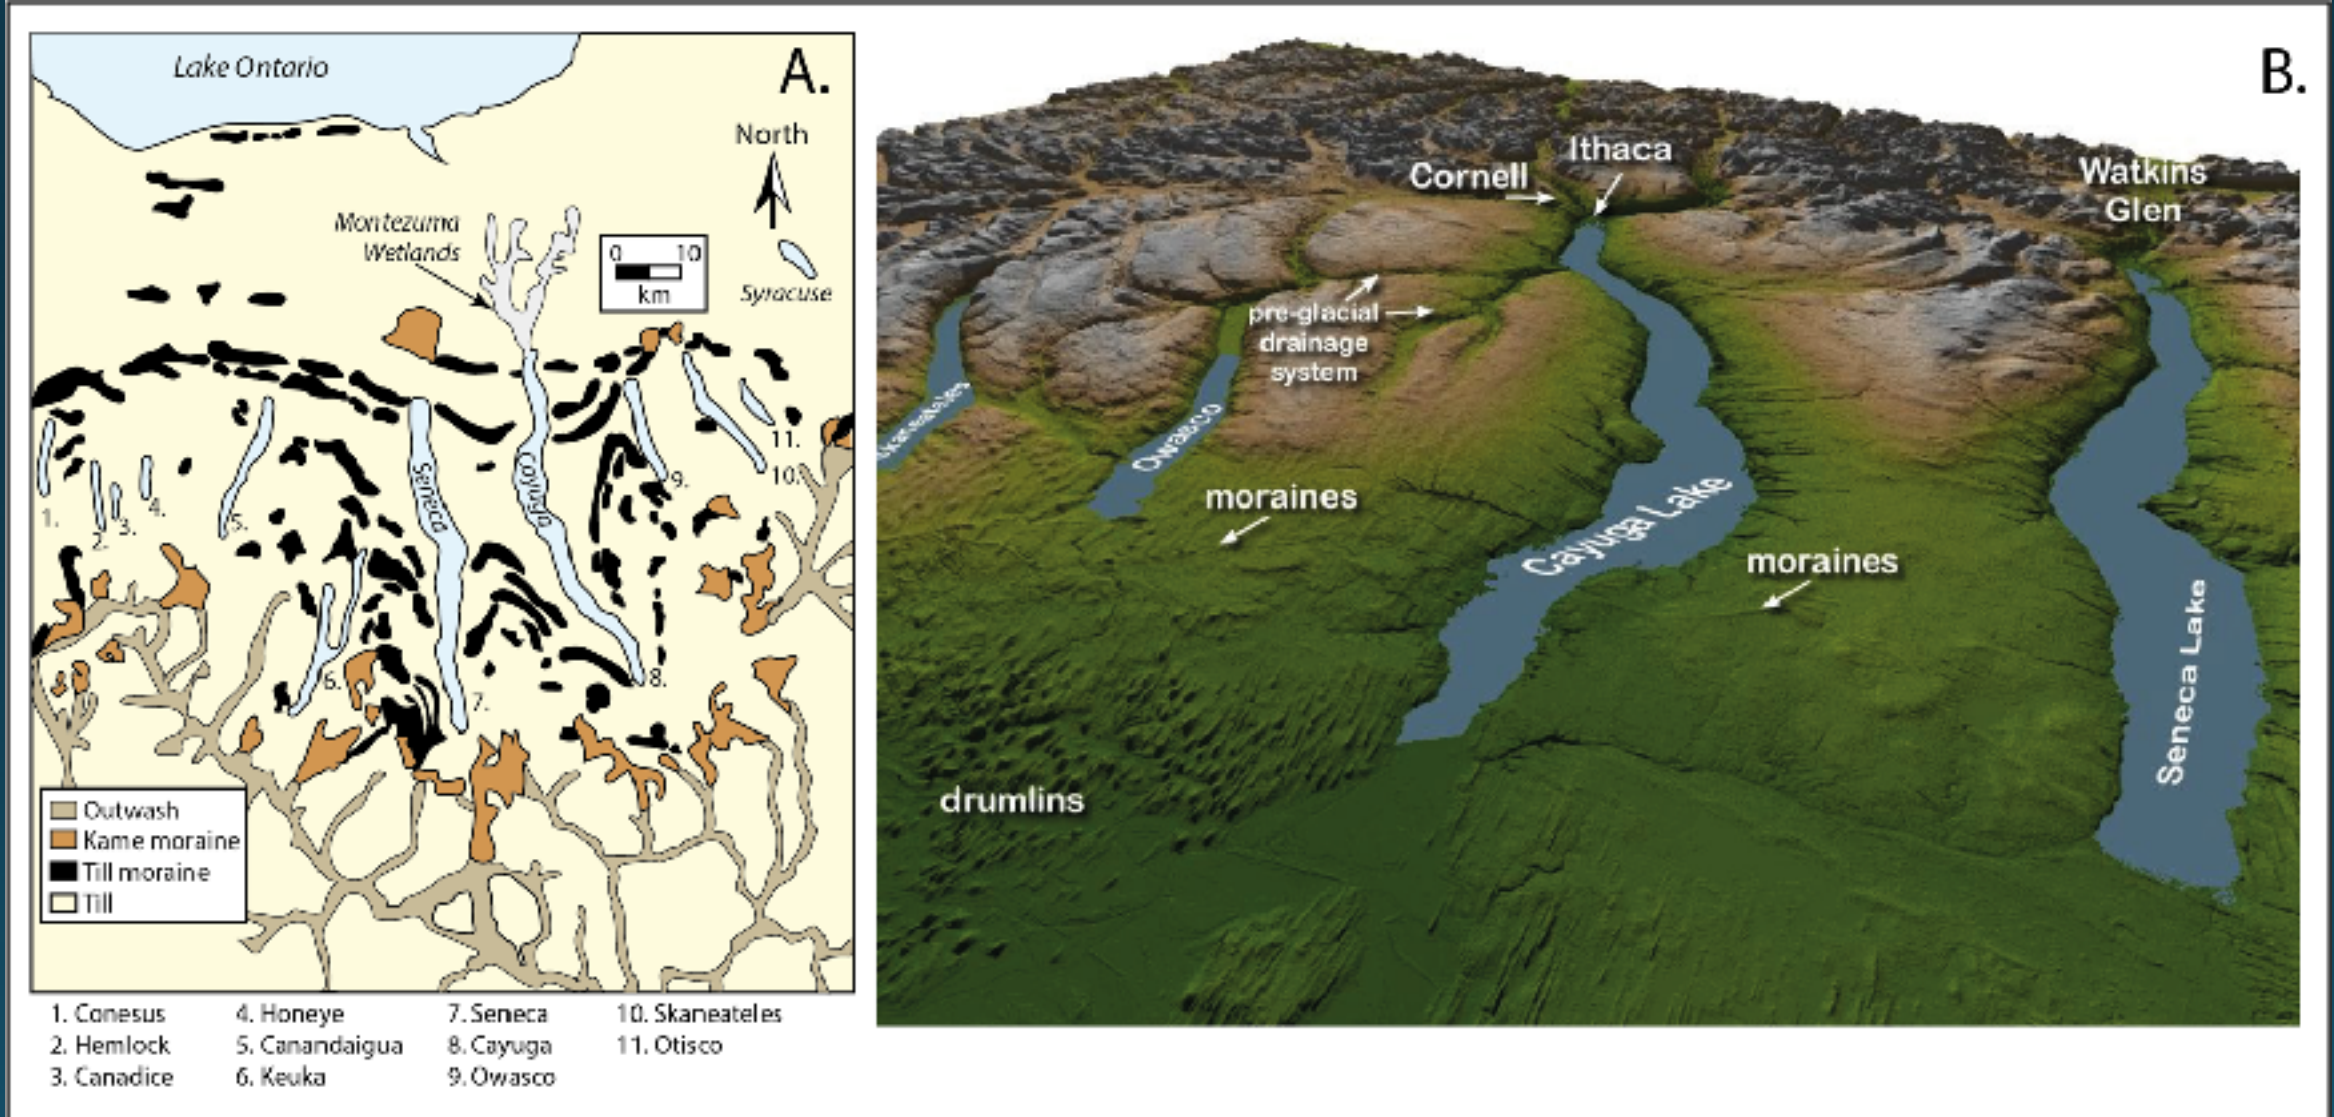 Lake Ontario
A.
North
Montezuma
Wetlands
0 10
km
Syracuse
Seneca
Cayuga
1.
2.
3.
4.
5.
6.
7.
8.
9.
10.
11.
Outwash
Kame moraine
Till moraine
Till
1. Conesus
2. Hemlock
3. Canadice
4. Honeye
5. Canandaigua
6. Keuka
7. Seneca
8. Cayuga
9. Owasco
10. Skaneateles
11. Otisco
B.
Ithaca
Cornell
Watkins
Glen
pre-glacial
drainage
system
Skaneateles
Owasco
moraines
Cayuga Lake
moraines
Seneca Lake
drumlins